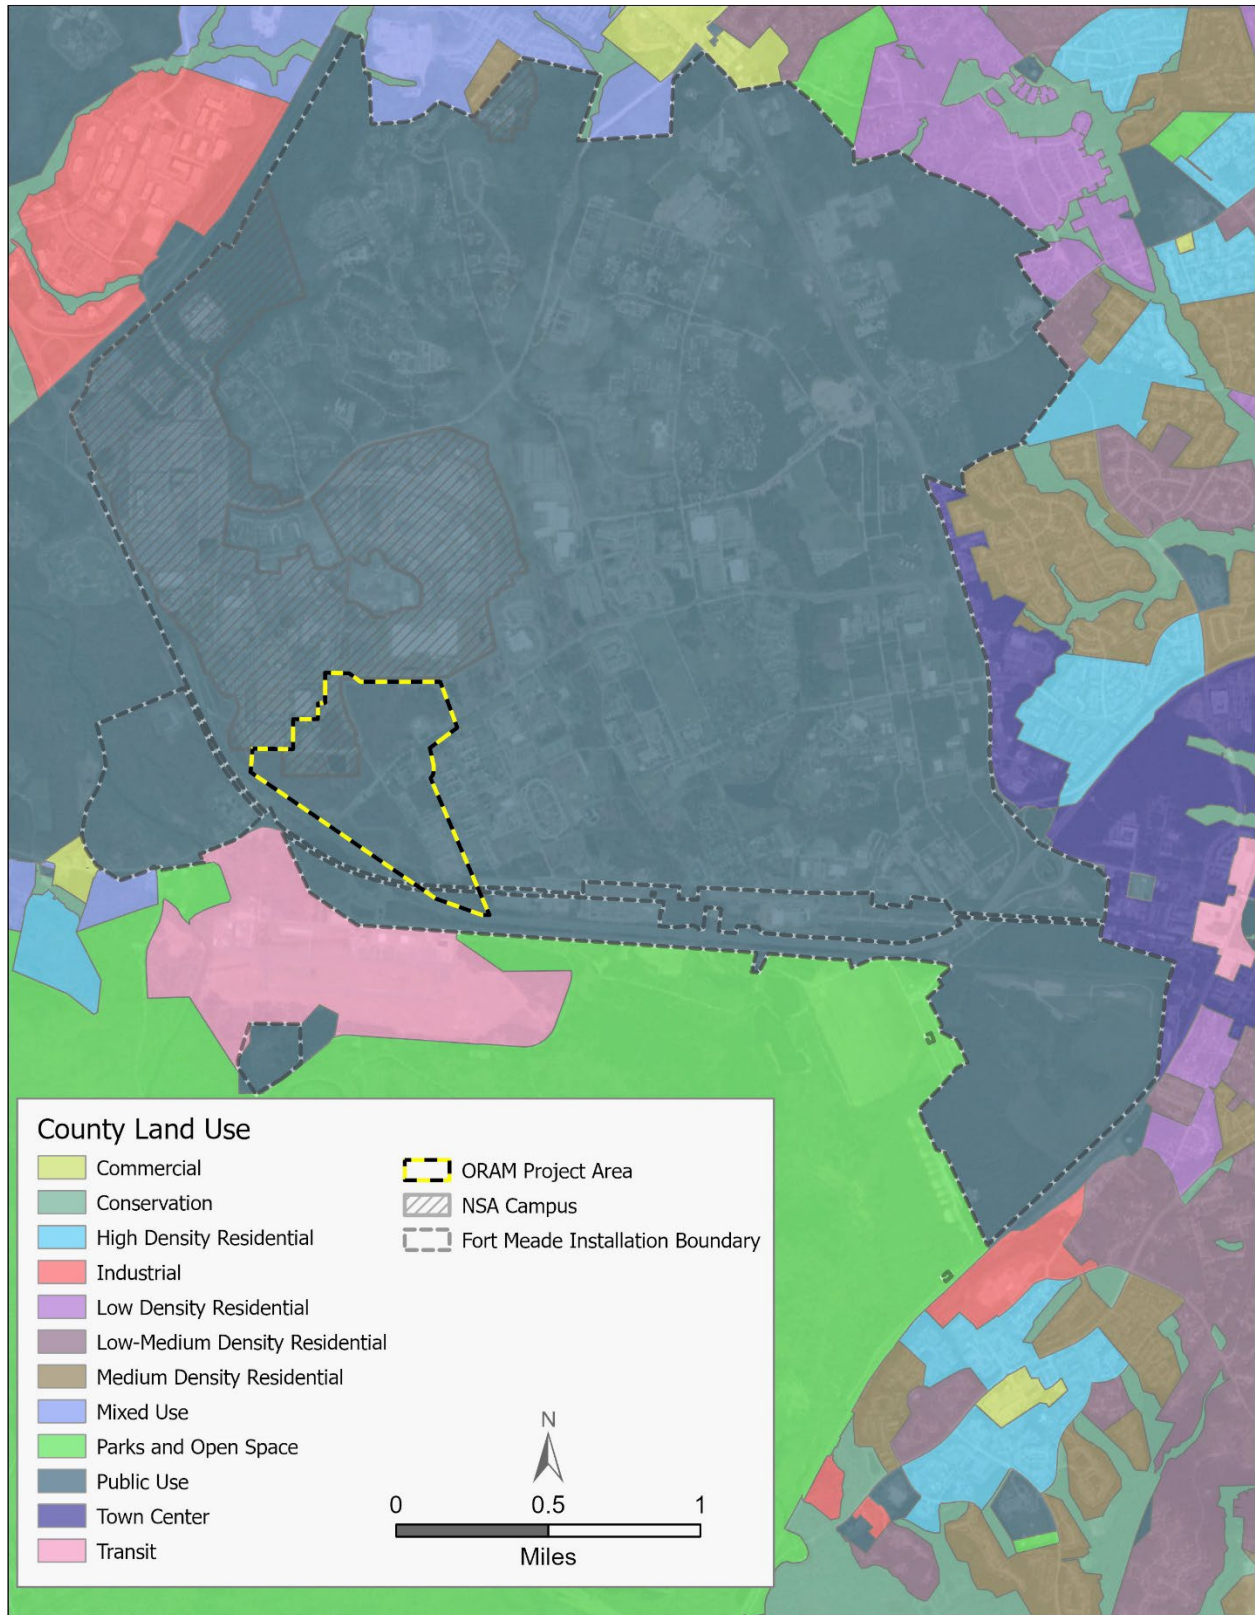 County Land Use
Commercial
Conservation
High Density Residential
Industrial
Low Density Residential
Low-Medium Density Residential
Medium Density Residential
Mixed Use
Parks and Open Space
Public Use
Town Center
Transit
ORAM Project Area
NSA Campus
Fort Meade Installation Boundary
N
0 0.5 1
Miles